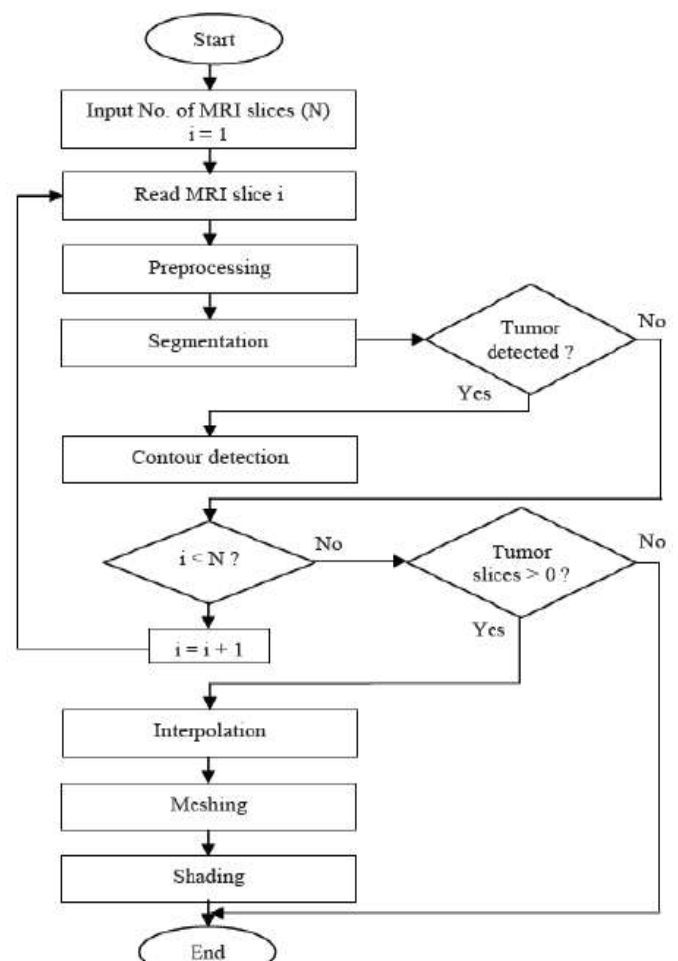 Start
Input No. of MRI slices (N)
i = 1
Read MRI slice i
Preprocessing
Segmentation
Tumor
detected ?
No
Yes
Contour detection
i < N ?
No
Tumor
slices > 0 ?
No
Yes
i = i + 1
Interpolation
Meshing
Shading
End